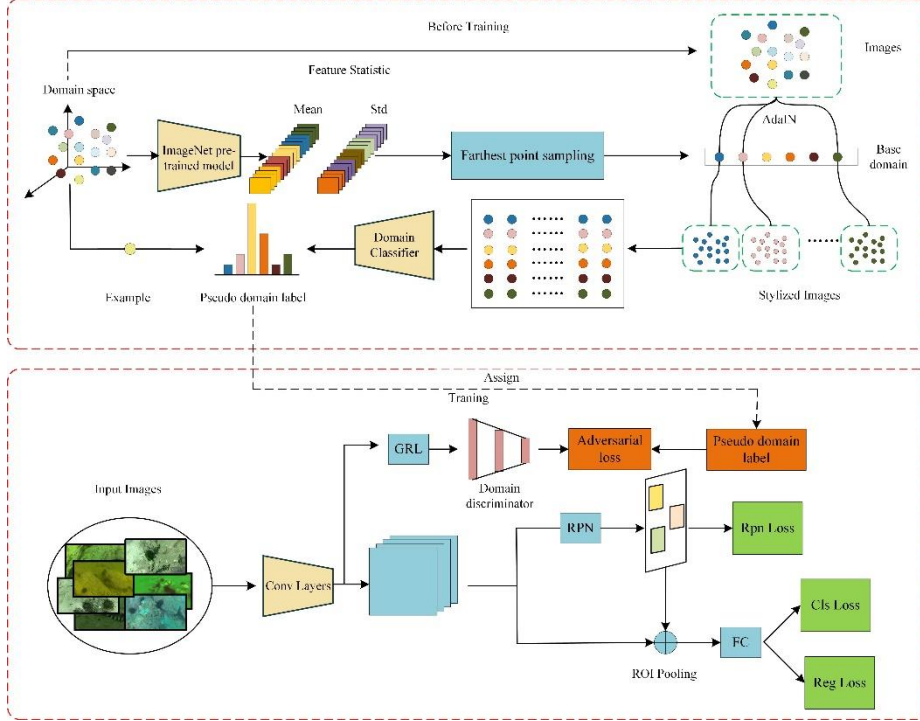 Before Training
Images
Feature Statistic
Domain space
Mean
Std
AdaIN
ImageNet pre-
trained model
Farthest point sampling
Base
domain
Domain
Classifier
Example
Pseudo domain label
Stylized Images
Assign
Traning
GRL
Adversarial
loss
Pseudo domain
label
Domain
discriminator
Input Images
RPN
Rpn Loss
Conv Layers
Cls Loss
FC
ROI Pooling
Reg Loss